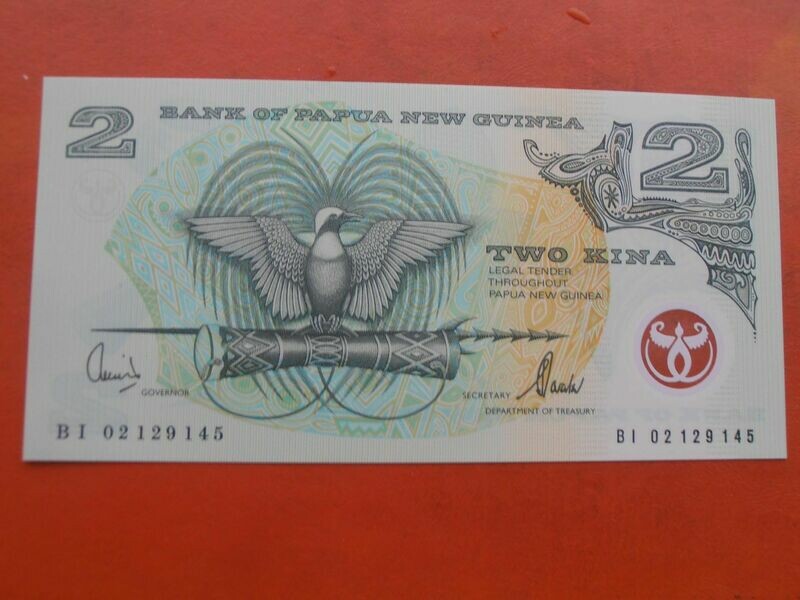 2
BANK OF PAPUA NEW GUINEA
2
TWO KINA
LEGAL TENDER
THROUGHOUT
PAPUA NEW GUINEA
GOVERNOR
SECRETARY
DEPARTMENT OF TREASURY
BI 02129145
BI 02129145